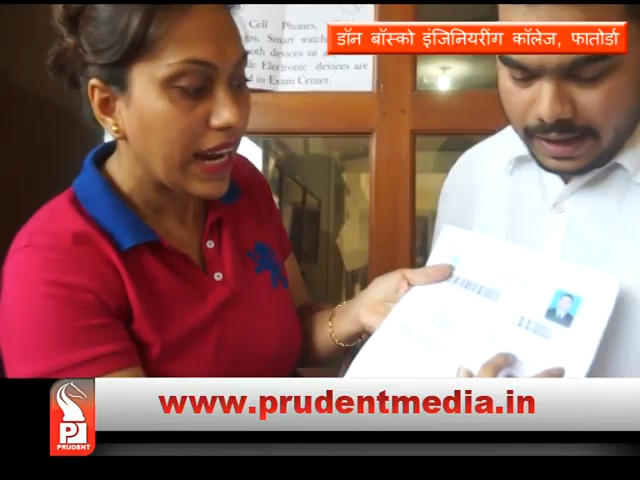 Cell Phones,
Smart watch
devices or a
Electronic devices are
d in Exam Center.
डॉन बॉस्को इंजिनियरींग कॉलेज, फातोर्डा
www.prudentmedia.in
PRUDENT